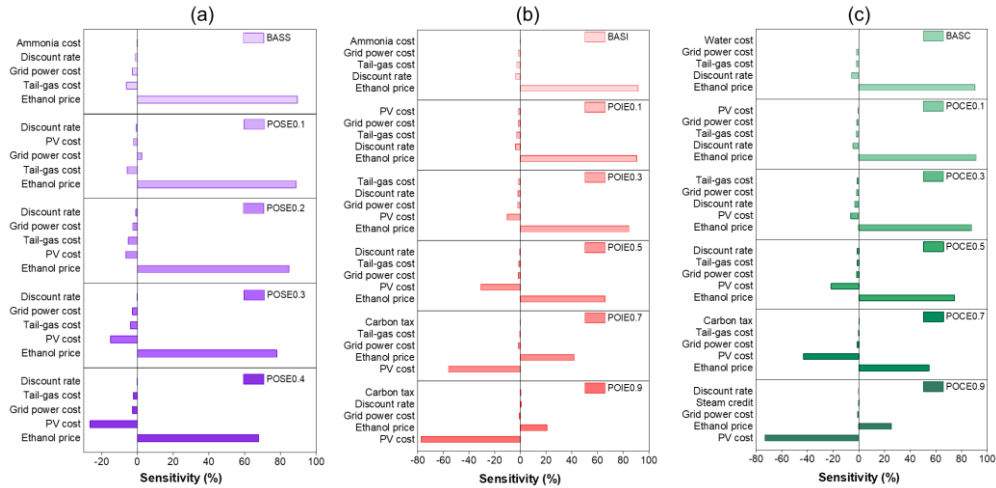 (a)
BASS
Ammonia cost
Discount rate
Grid power cost
Tail-gas cost
Ethanol price
POSE0.1
Discount rate
PV cost
Grid power cost
Tail-gas cost
Ethanol price
POSE0.2
Discount rate
Grid power cost
Tail-gas cost
PV cost
Ethanol price
POSE0.3
Discount rate
Grid power cost
Tail-gas cost
PV cost
Ethanol price
POSE0.4
Discount rate
Tail-gas cost
Grid power cost
PV cost
Ethanol price
-20 0 20 40 60 80 100
Sensitivity (%)
(b)
BASI
Ammonia cost
Grid power cost
Tail-gas cost
Discount rate
Ethanol price
POIE0.1
PV cost
Grid power cost
Tail-gas cost
Discount rate
Ethanol price
POIE0.3
Tail-gas cost
Discount rate
Grid power cost
PV cost
Ethanol price
POIE0.5
Discount rate
Tail-gas cost
Grid power cost
PV cost
Ethanol price
POIE0.7
Carbon tax
Tail-gas cost
Grid power cost
Ethanol price
PV cost
POIE0.9
Carbon tax
Discount rate
Grid power cost
Ethanol price
PV cost
-80 -60 -40 -20 0 20 40 60 80 100
Sensitivity (%)
(c)
BASC
Water cost
Grid power cost
Tail-gas cost
Discount rate
Ethanol price
POCE0.1
PV cost
Grid power cost
Tail-gas cost
Discount rate
Ethanol price
POCE0.3
Tail-gas cost
Grid power cost
Discount rate
PV cost
Ethanol price
POCE0.5
Discount rate
Tail-gas cost
Grid power cost
PV cost
Ethanol price
POCE0.7
Carbon tax
Tail-gas cost
Grid power cost
PV cost
Ethanol price
POCE0.9
Discount rate
Steam credit
Grid power cost
Ethanol price
PV cost
-80 -60 -40 -20 0 20 40 60 80 100
Sensitivity (%)